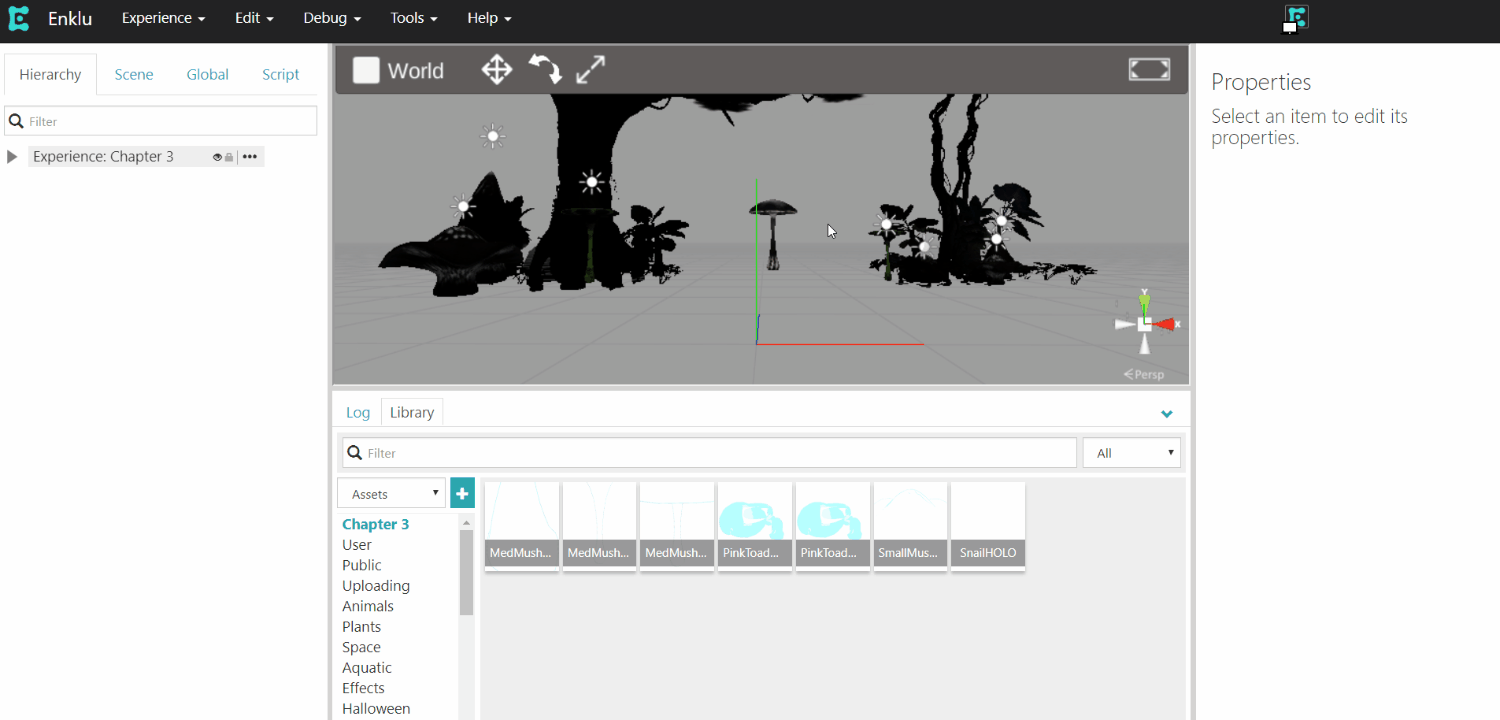 Enklu Experience Edit Debug Tools Help
Hierarchy Scene Global Script
Filter
Experience: Chapter 3
World
Y
X
Persp
Properties
Select an item to edit its
properties.
Log Library
Filter
All
Assets
Chapter 3
User
Public
Uploading
Animals
Plants
Space
Aquatic
Effects
Halloween
MedMush... MedMush... MedMush... PinkToad... PinkToad... SmallMus... SnailHOLO